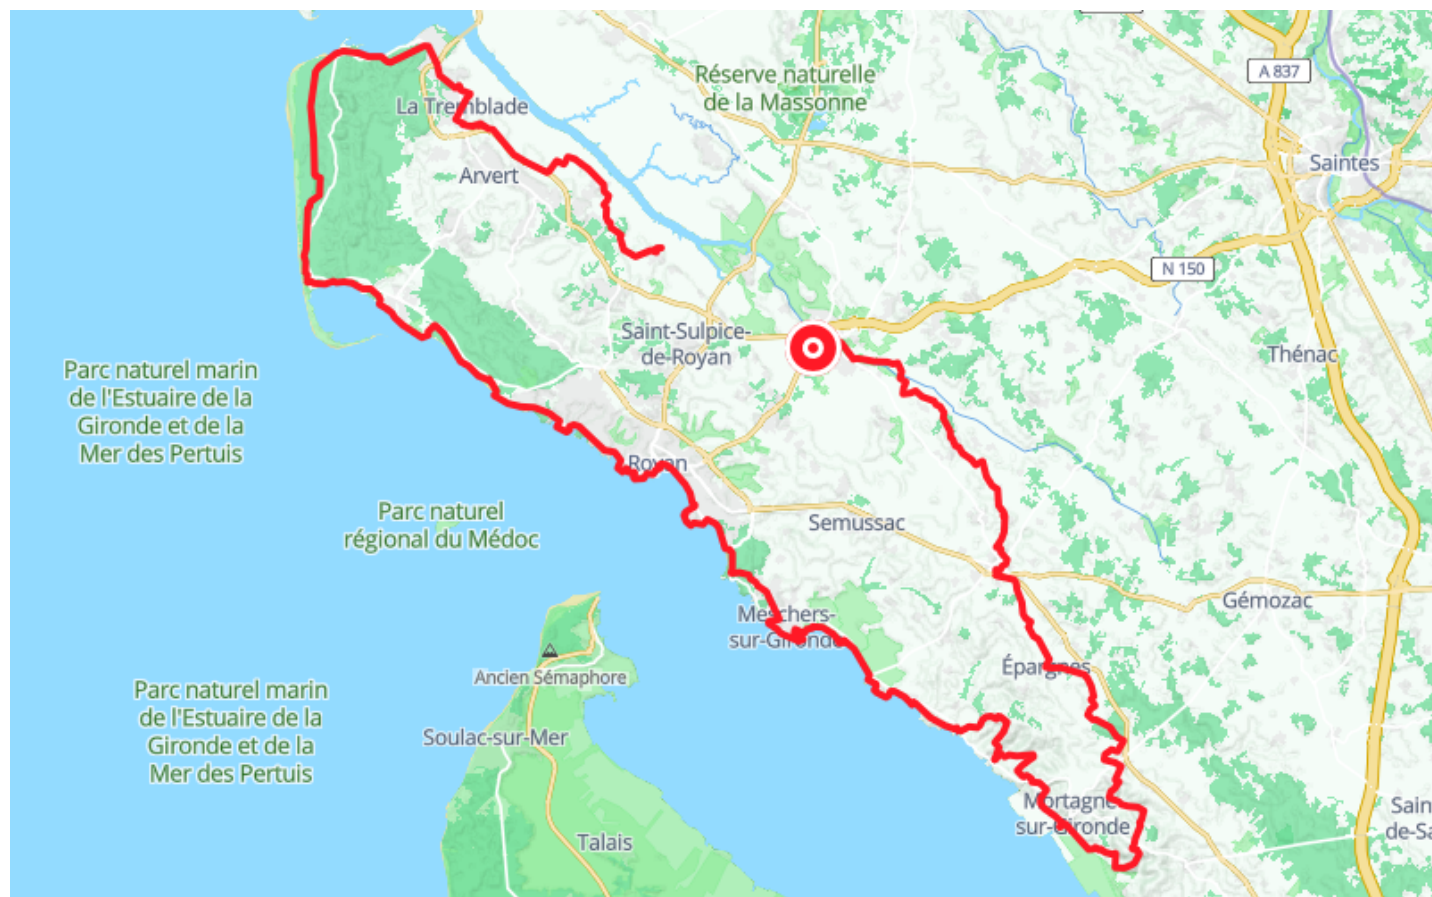 A 837
Réserve naturelle
de la Massonne
La Tremblade
Saintes
Arvert
N 150
Saint-Sulpice-
de-Royan
Thénac
Parc naturel marin
de l'Estuaire de la
Gironde et de la
Mer des Pertuis
Royan
Parc naturel
régional du Médoc
Semussac
Gémozac
Meschers-
sur-Gironde
Épargnes
Ancien Sémaphore
Parc naturel marin
de l'Estuaire de la
Gironde et de la
Mer des Pertuis
Soulac-sur-Mer
Mortagne-
sur-Gironde
Sain
de-Sa
Talais